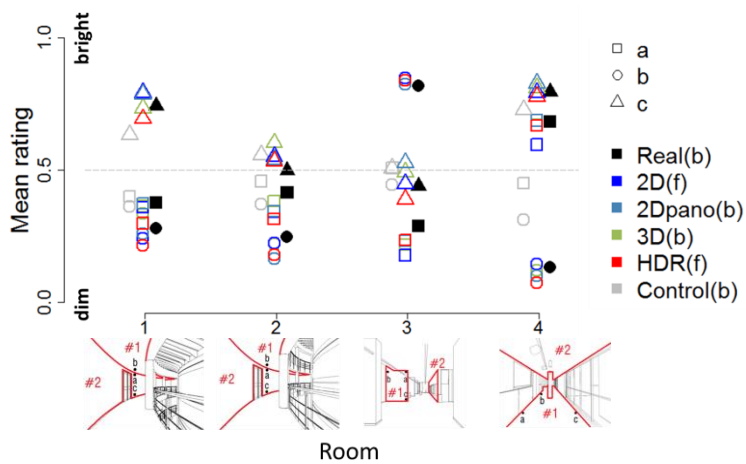 bright
1.0
0.5
0.0
dim
Mean rating
a
b
c
Real(b)
2D(f)
2Dpano(b)
3D(b)
HDR(f)
Control(b)
1
2
3
4
#1
#2
b
a
c
#1
#2
b
a
c
#2
b
a
#1
c
#2
b
#1
a
c
Room